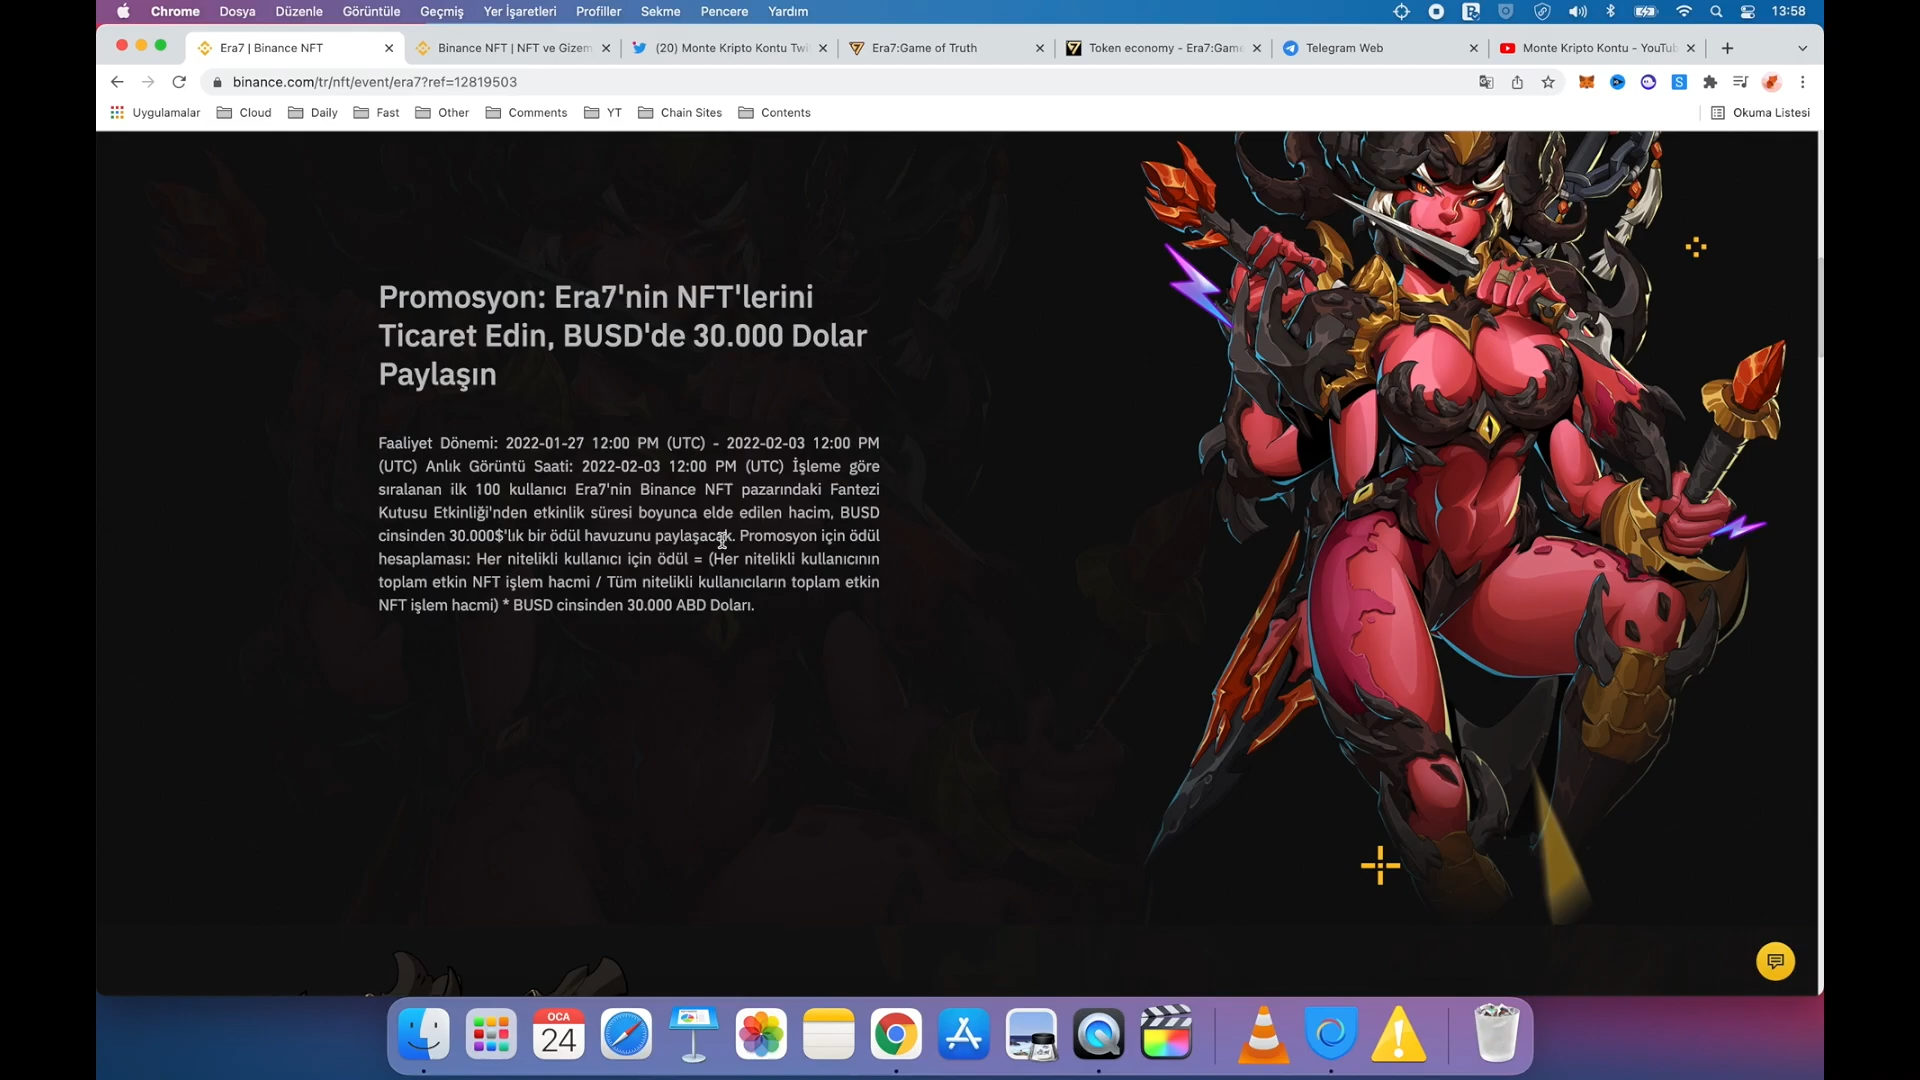 Chrome Dosya Düzenle Görüntüle Geçmiş Yer İşaretleri Profiller Sekme Pencere Yardım 13:58
Era7 | Binance NFT
Binance NFT | NFT ve Gizem
(20) Monte Kripto Kontu Twi
Era7:Game of Truth
Token economy - Era7:Game
Telegram Web
Monte Kripto Kontu - YouTub
binance.com/tr/nft/event/era7?ref=12819503
Uygulamalar Cloud Daily Fast Other Comments YT Chain Sites Contents Okuma Listesi
Promosyon: Era7'nin NFT'lerini
Ticaret Edin, BUSD'de 30.000 Dolar
Paylaşın
Faaliyet Dönemi: 2022-01-27 12:00 PM (UTC) - 2022-02-03 12:00 PM
(UTC) Anlık Görüntü Saati: 2022-02-03 12:00 PM (UTC) İşleme göre
sıralanan ilk 100 kullanıcı Era7'nin Binance NFT pazarındaki Fantezi
Kutusu Etkinliği'nden etkinlik süresi boyunca elde edilen hacim, BUSD
cinsinden 30.000$'lık bir ödül havuzunu paylaşacak. Promosyon için ödül
hesaplaması: Her nitelikli kullanıcı için ödül = (Her nitelikli kullanıcının
toplam etkin NFT işlem hacmi / Tüm nitelikli kullanıcıların toplam etkin
NFT işlem hacmi) * BUSD cinsinden 30.000 ABD Doları.
OCA
24